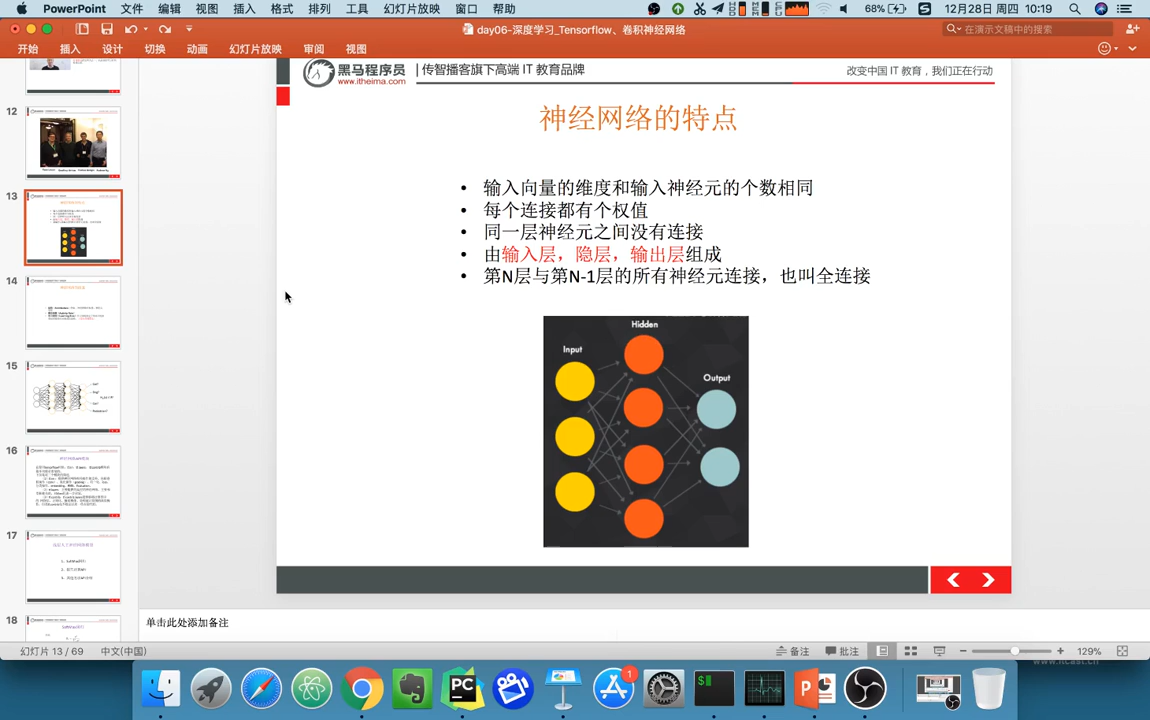 PowerPoint 文件 编辑 视图 插入 格式 排列 工具 幻灯片放映 窗口 帮助 68% 12月28日 周四 10:19
day06-深度学习_Tensorflow、卷积神经网络
在演示文稿中的搜索
开始 插入 设计 切换 动画 幻灯片放映 审阅 视图
黑马程序员
www.itheima.com
传智播客旗下高端 IT 教育品牌
改变中国 IT 教育，我们正在行动
神经网络的特点
• 输入向量的维度和输入神经元的个数相同
• 每个连接都有个权值
• 同一层神经元之间没有连接
• 由输入层，隐层，输出层组成
• 第N层与第N-1层的所有神经元连接，也叫全连接
Hidden
Input
Output
12
13
14
15
16
17
18
单击此处添加备注
幻灯片 13 / 69 中文(中国) 备注 批注 129%
www.itcast.cn
PC
1
$
P